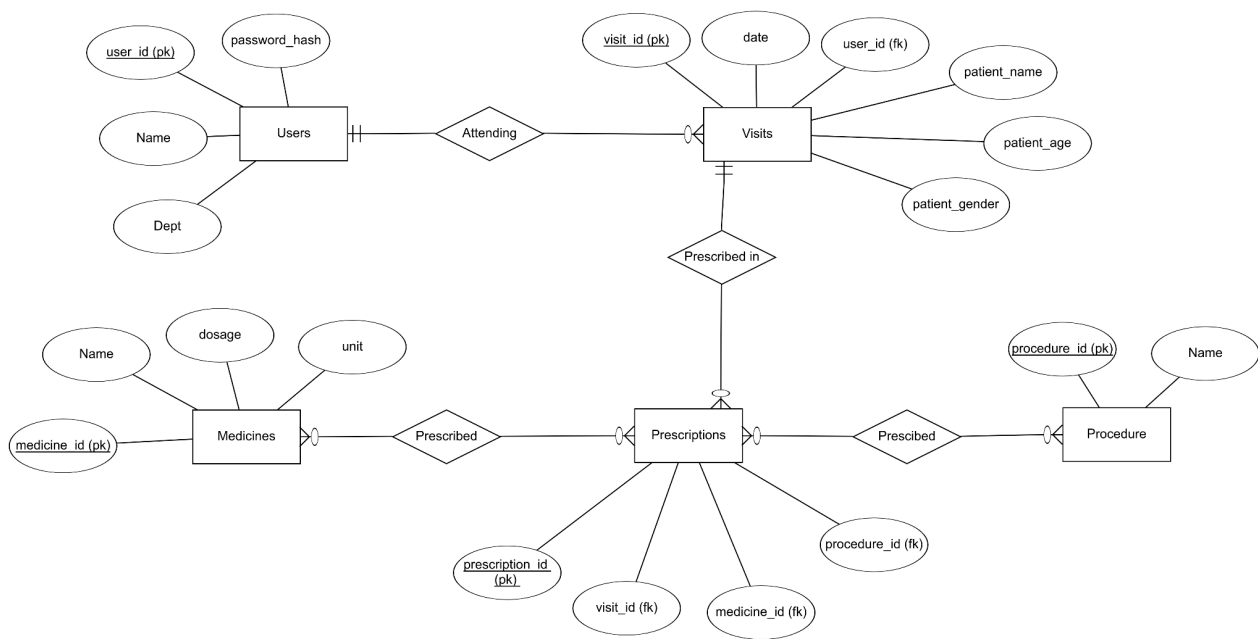 user_id (pk)
password_hash
visit_id (pk)
date
user_id (fk)
patient_name
Name
Users
Attending
Visits
patient_age
Dept
patient_gender
Prescribed in
Name
dosage
unit
procedure_id (pk)
Name
medicine_id (pk)
Medicines
Prescribed
Prescriptions
Prescibed
Procedure
prescription_id
(pk)
visit_id (fk)
medicine_id (fk)
procedure_id (fk)